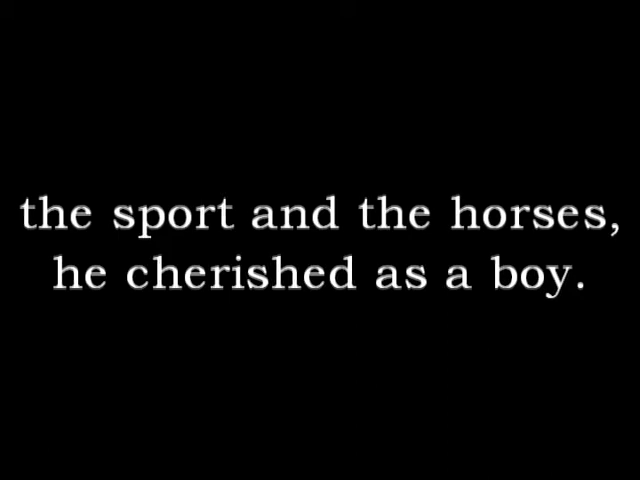 the sport and the horses,
he cherished as a boy.